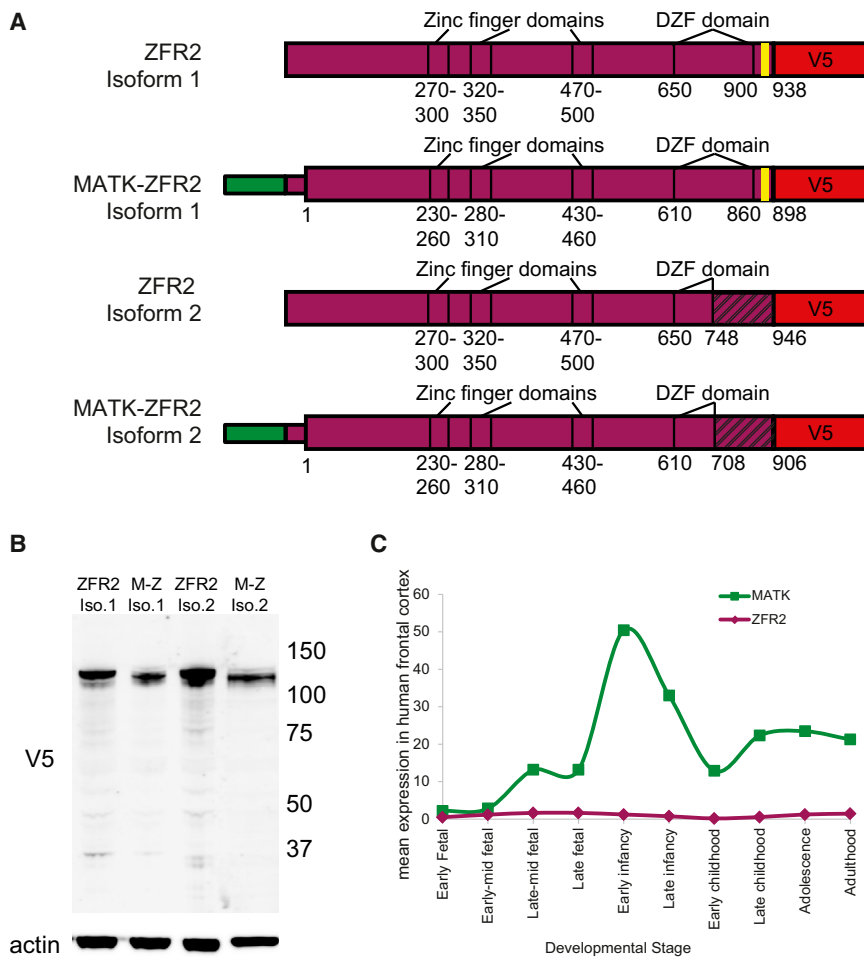 A
Zinc finger domains
DZF domain
ZFR2
Isoform 1
V5
270-
300
320-
350
470-
500
650
900
938
Zinc finger domains
DZF domain
MATK-ZFR2
Isoform 1
V5
1
230-
260
280-
310
430-
460
610
860
898
Zinc finger domains
DZF domain
ZFR2
Isoform 2
V5
270-
300
320-
350
470-
500
650
748
946
Zinc finger domains
DZF domain
MATK-ZFR2
Isoform 2
V5
1
230-
260
280-
310
430-
460
610
708
906
B
ZFR2
Iso.1
M-Z
Iso.1
ZFR2
Iso.2
M-Z
Iso.2
150
100
75
50
37
V5
actin
C
mean expression in human frontal cortex
60
50
40
30
20
10
0
MATK
ZFR2
Early Fetal
Early-mid fetal
Late-mid fetal
Late fetal
Early infancy
Late infancy
Early childhood
Late childhood
Adolescence
Adulthood
Developmental Stage